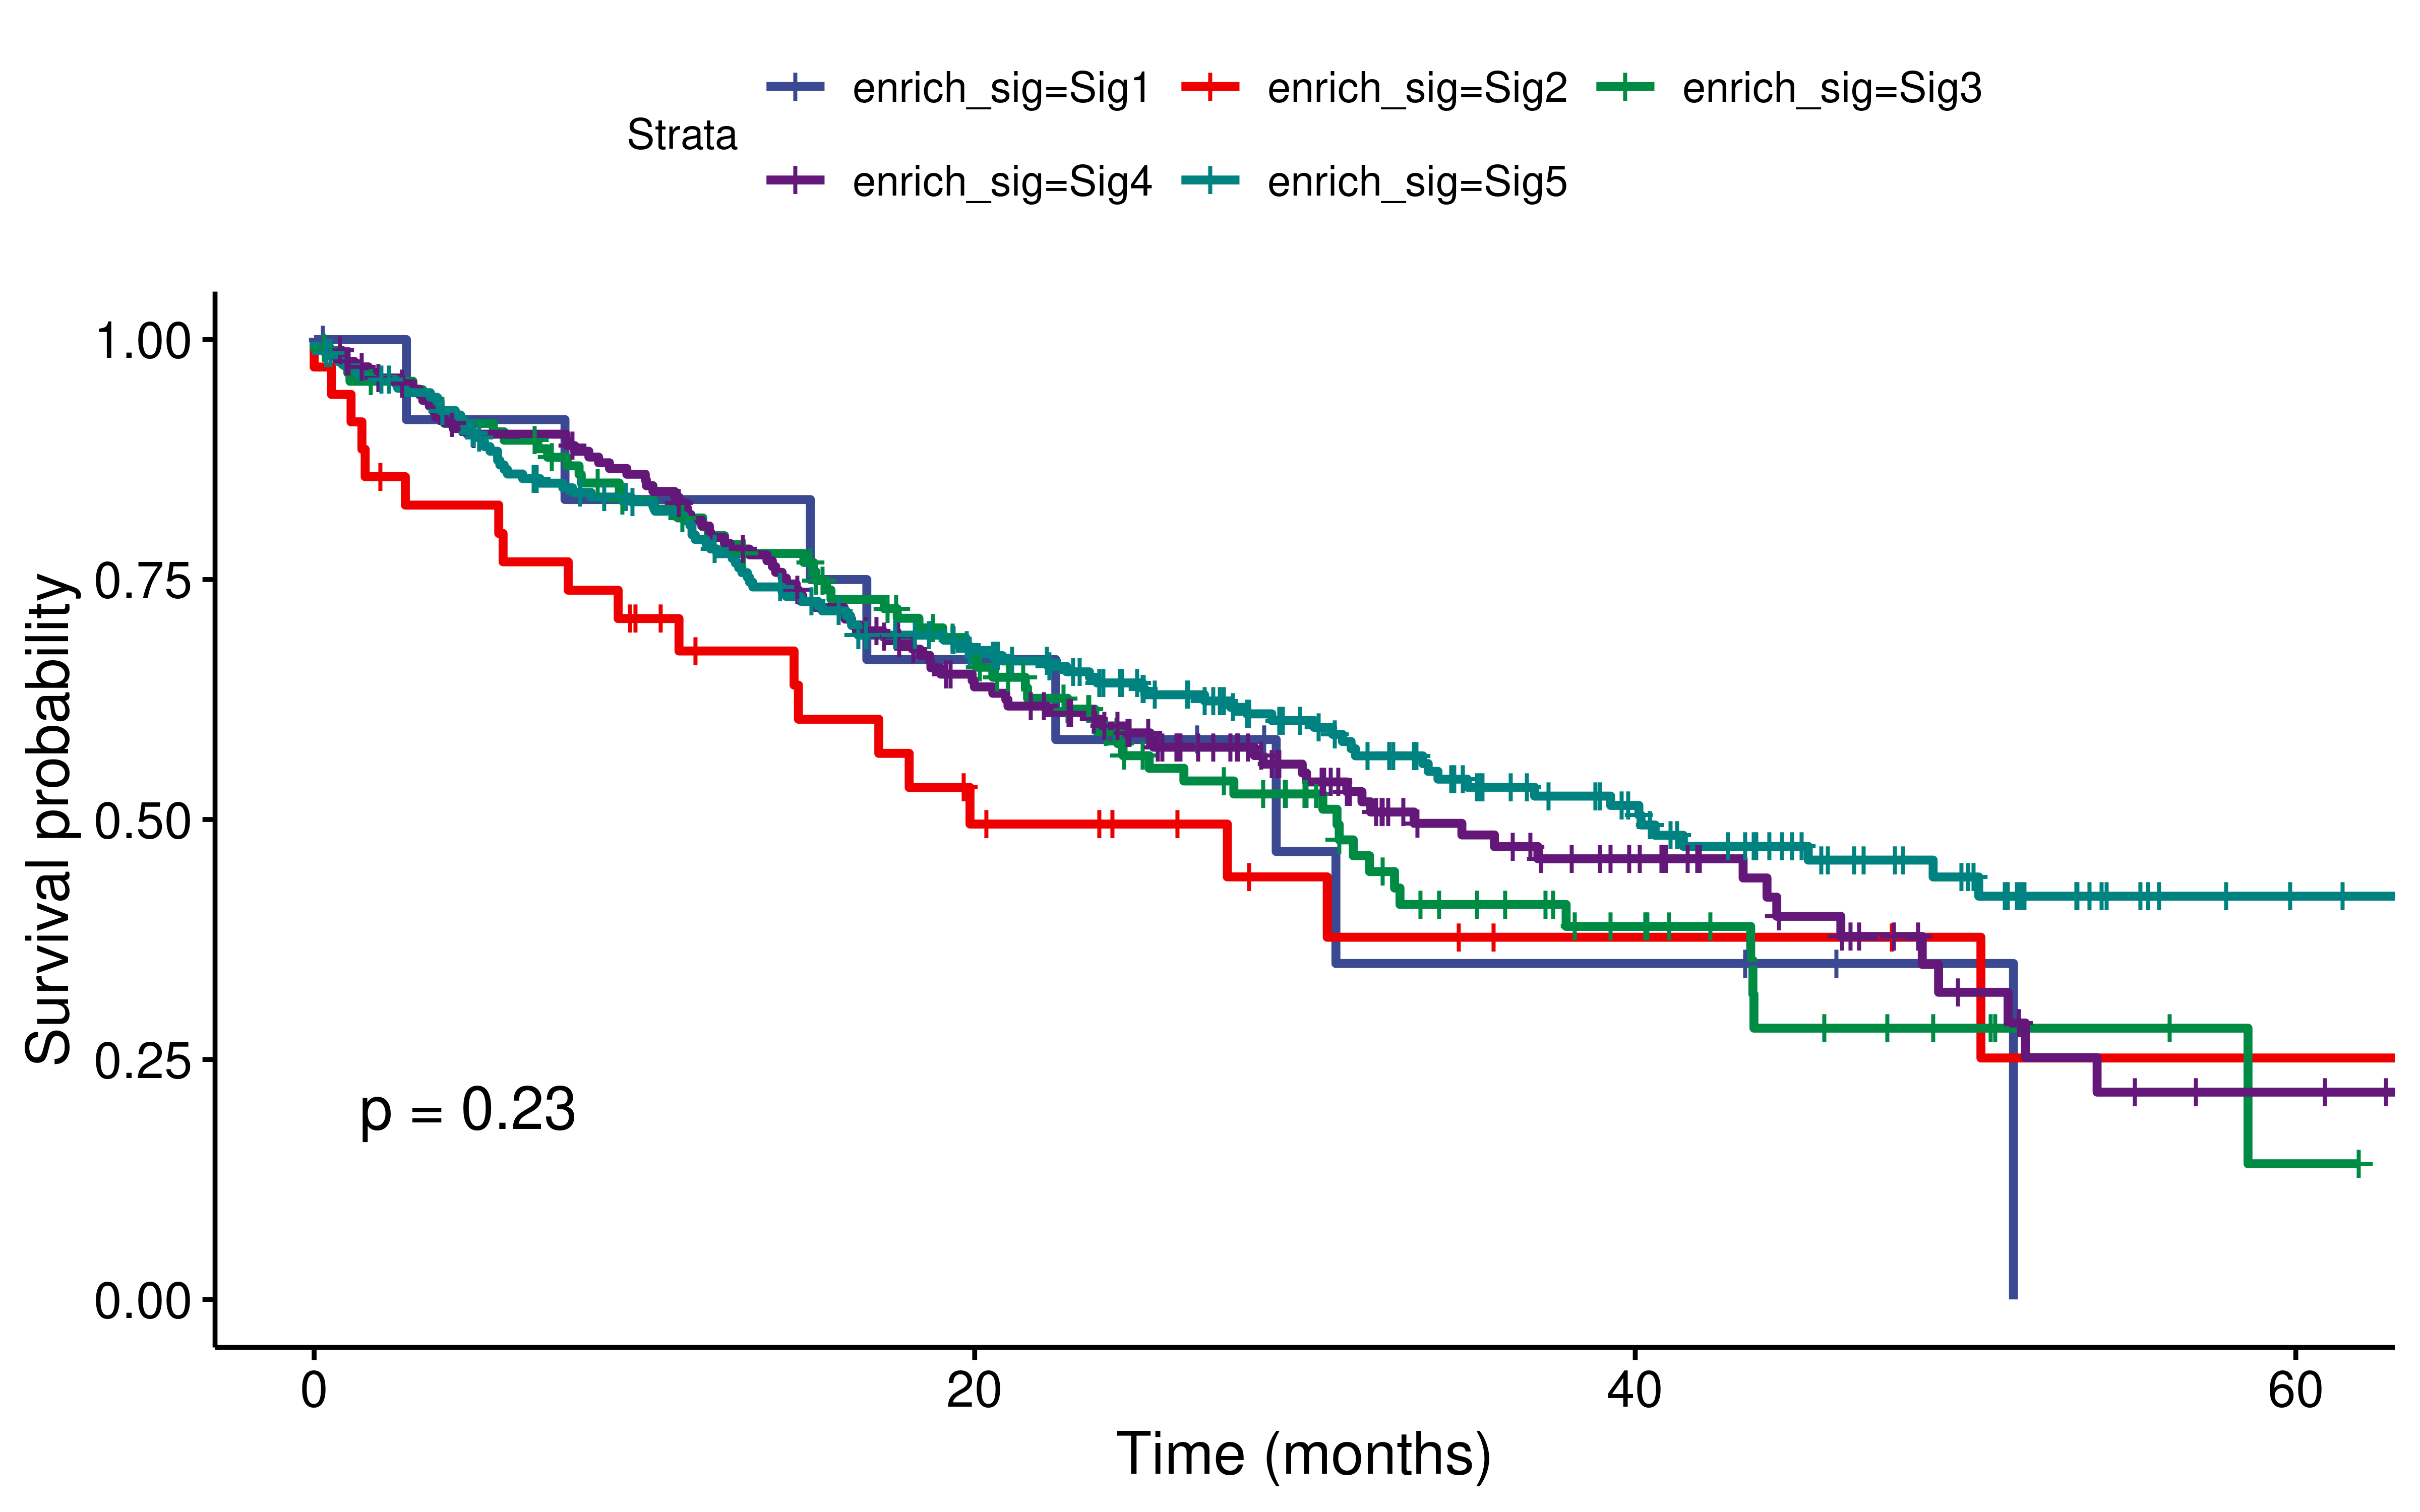 enrich_sig=Sig1 enrich_sig=Sig2 enrich_sig=Sig3
Strata
enrich_sig=Sig4 enrich_sig=Sig5
Survival probability
1.00
0.75
0.50
0.25
0.00
p = 0.23
0 20 40 60
Time (months)